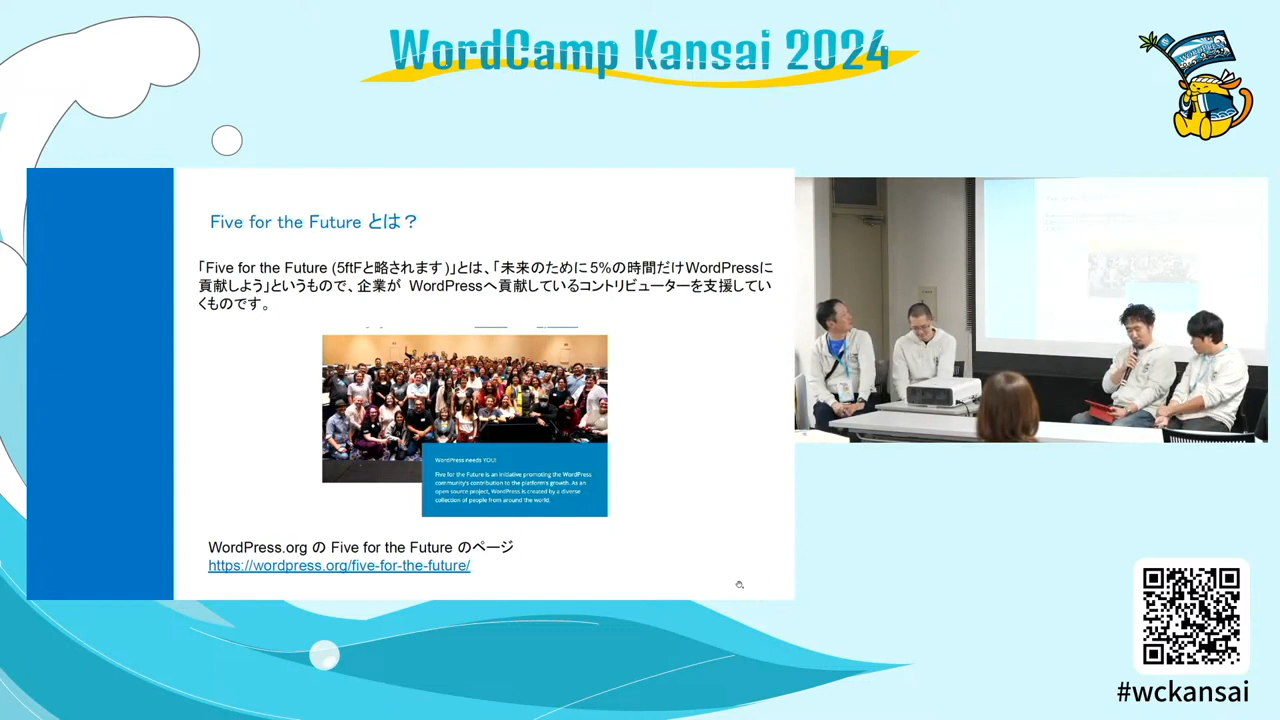 WordCamp Kansai 2024
WORDPRESS
Five for the Future とは？
「Five for the Future (5ftFと略されます)」とは、「未来のために5%の時間だけWordPressに
貢献しよう」というもので、企業が WordPressへ貢献しているコントリビューターを支援してい
くものです。
WordPress needs YOU!
Five for the Future is an initiative promoting the WordPress
community's contribution to the platform's growth. As an
open source project, WordPress is created by a diverse
collection of people from around the world.
WordPress.org の Five for the Future のページ
https://wordpress.org/five-for-the-future/
#wckansai